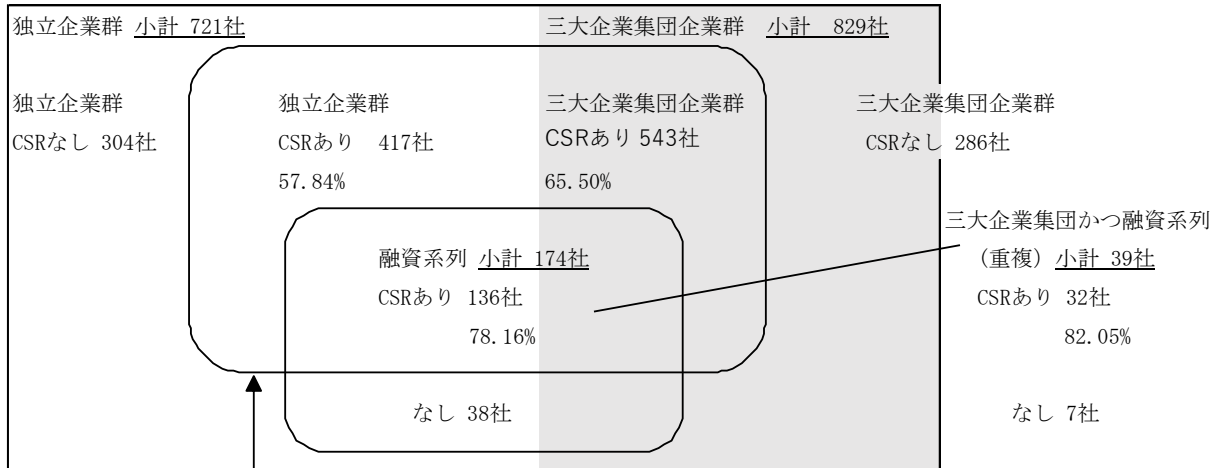 独立企業群 小計 721社
三大企業集団企業群 小計 829社
独立企業群
CSRなし 304社
独立企業群
CSRあり 417社
57.84%
三大企業集団企業群
CSRあり 543社
65.50%
三大企業集団企業群
CSRなし 286社
融資系列 小計 174社
CSRあり 136社
78.16%
なし 38社
三大企業集団かつ融資系列
（重複）小計 39社
CSRあり 32社
82.05%
なし 7社